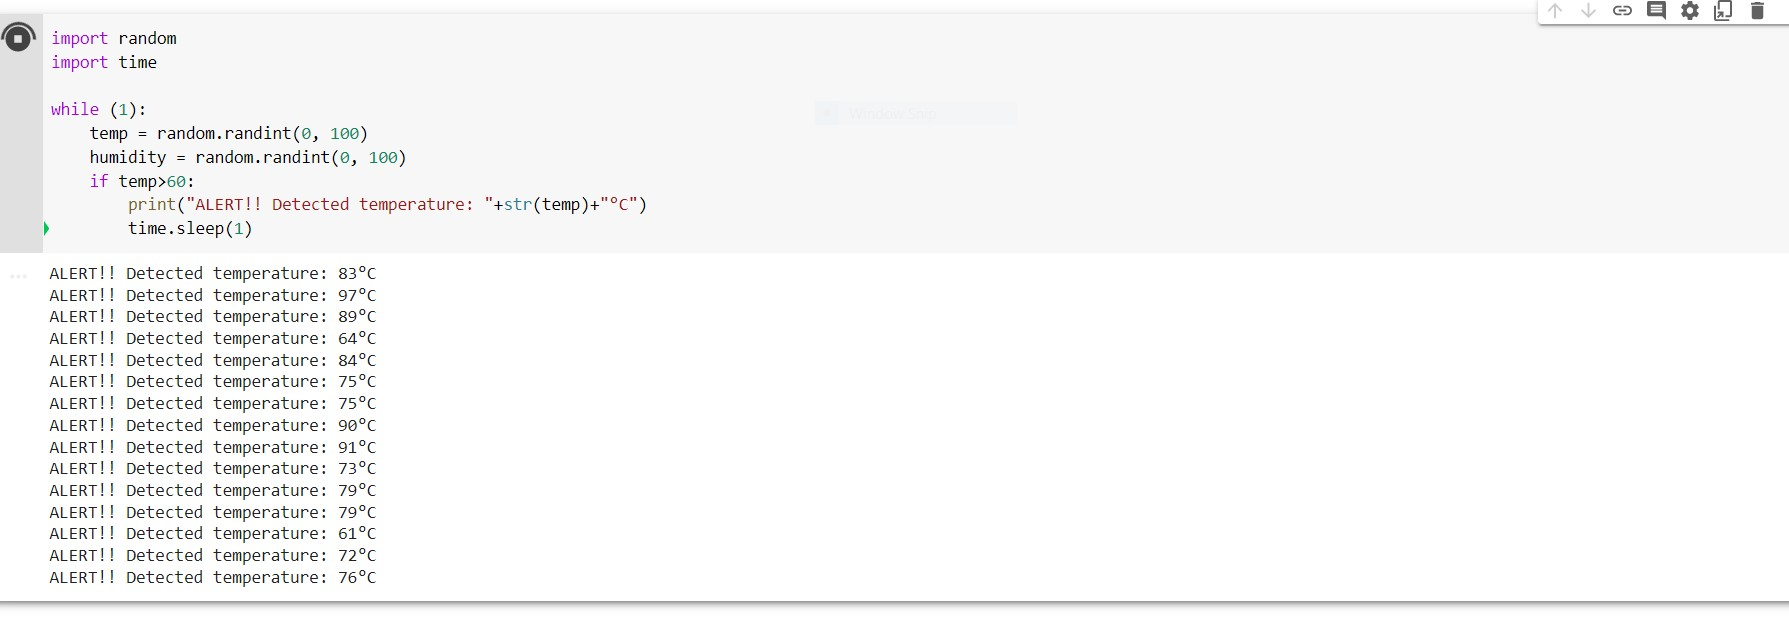 import random
import time
while (1):
temp = random.randint(0, 100)
humidity = random.randint(0, 100)
if temp>60:
print("ALERT!! Detected temperature: "+str(temp)+"°C")
time.sleep(1)
ALERT!! Detected temperature: 83°C
ALERT!! Detected temperature: 97°C
ALERT!! Detected temperature: 89°C
ALERT!! Detected temperature: 64°C
ALERT!! Detected temperature: 84°C
ALERT!! Detected temperature: 75°C
ALERT!! Detected temperature: 75°C
ALERT!! Detected temperature: 90°C
ALERT!! Detected temperature: 91°C
ALERT!! Detected temperature: 73°C
ALERT!! Detected temperature: 79°C
ALERT!! Detected temperature: 79°C
ALERT!! Detected temperature: 61°C
ALERT!! Detected temperature: 72°C
ALERT!! Detected temperature: 76°C